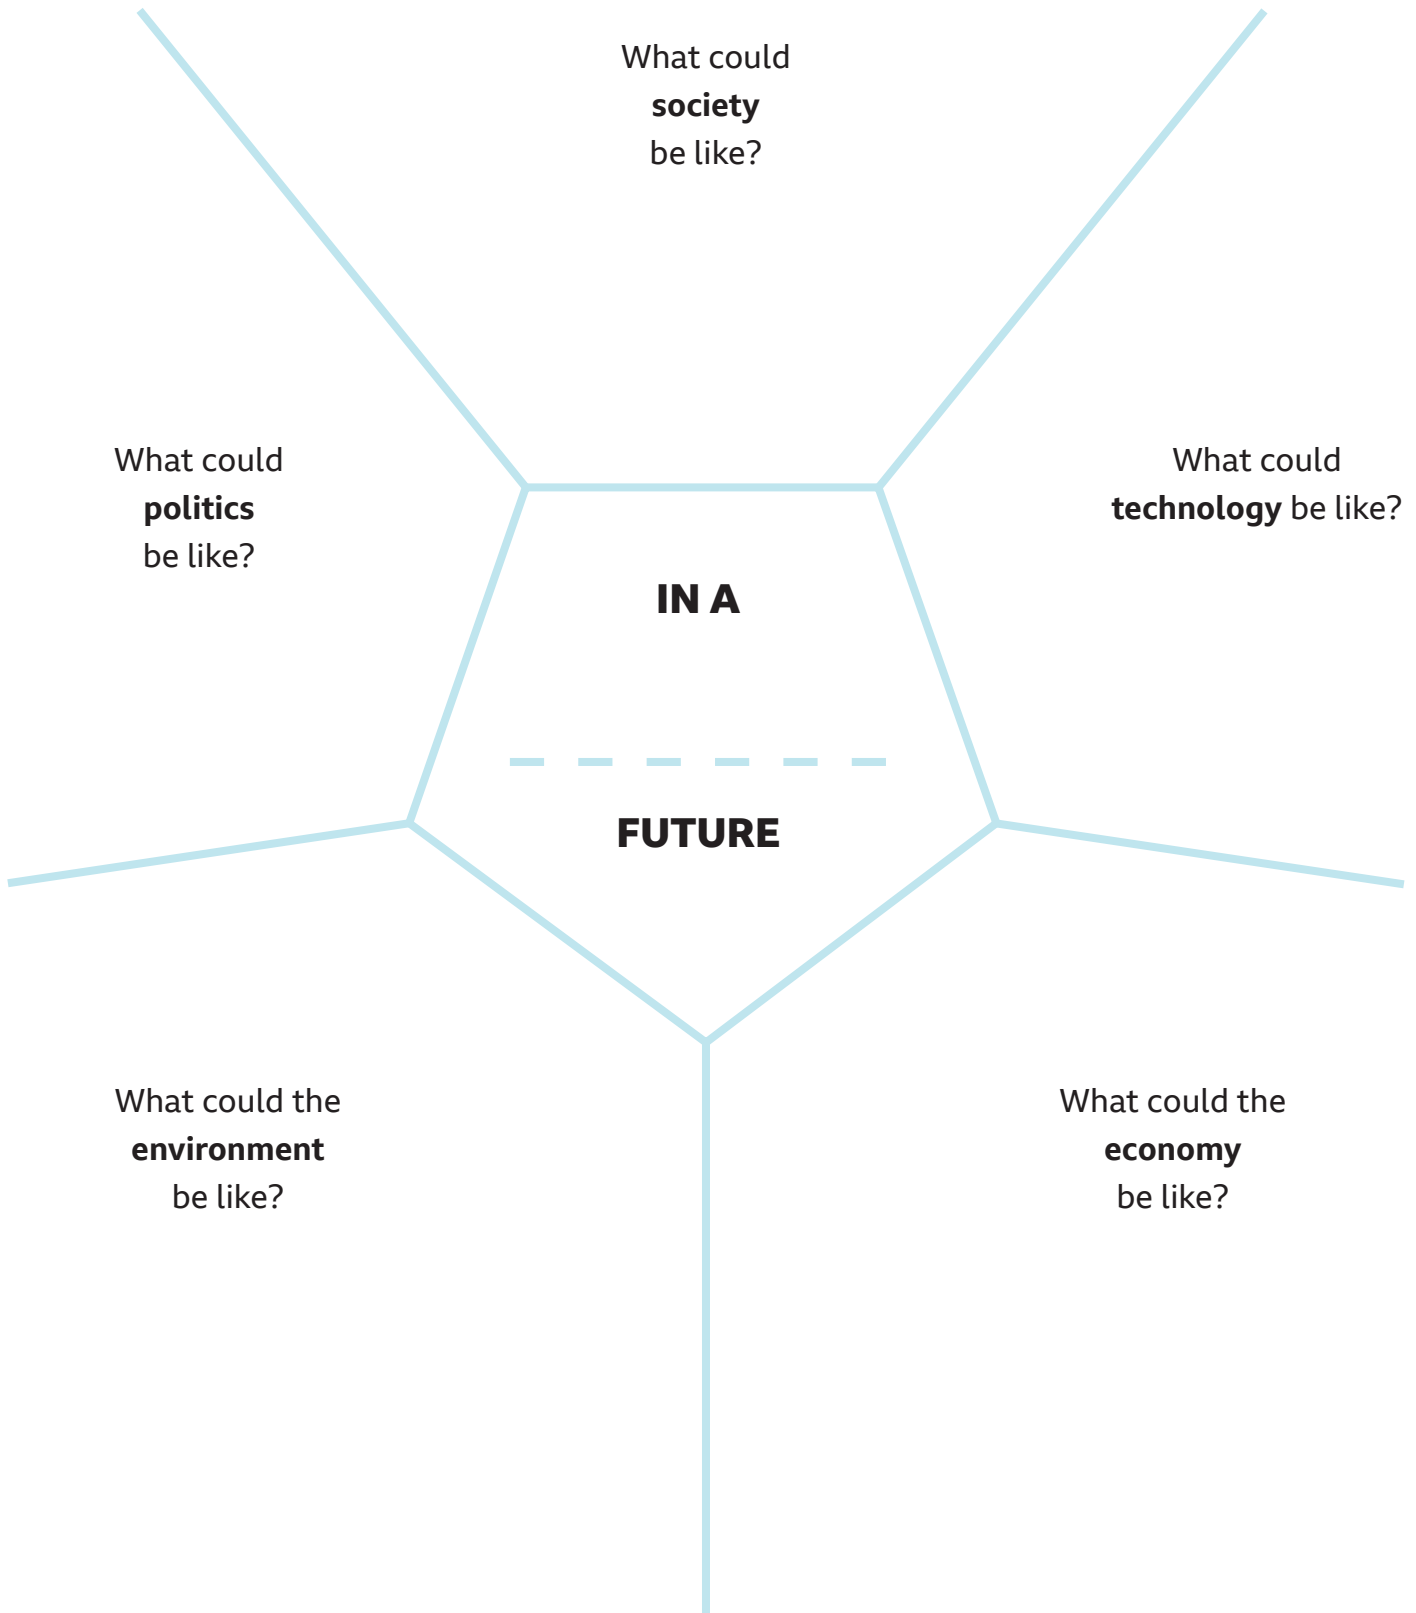 What could
society
be like?
What could
politics
be like?
What could
technology be like?
IN A
FUTURE
What could the
environment
be like?
What could the
economy
be like?